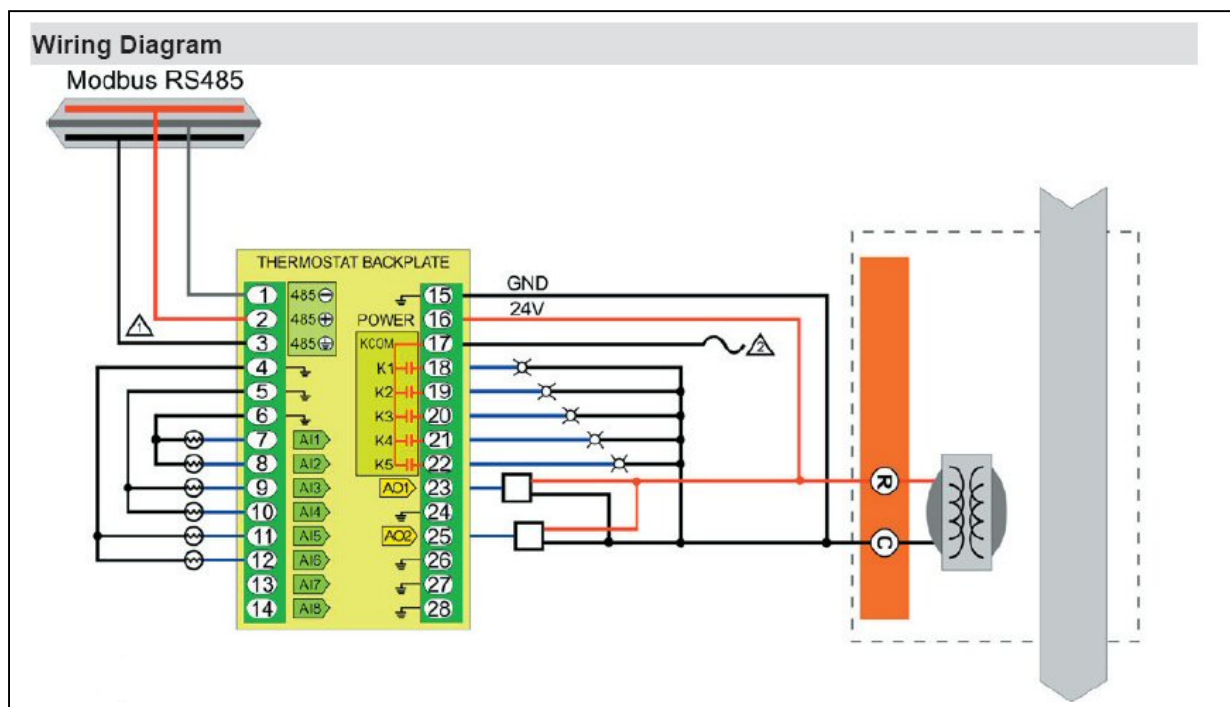 Wiring Diagram
Modbus RS485
THERMOSTAT BACKPLATE
1 485⊖
2 485⊕
3 485
4
5
6
7 AI1
8 AI2
9 AI3
10 AI4
11 AI5
12 AI6
13 AI7
14 AI8
15 GND
POWER 16 24V
KCOM 17
K1 18
K2 19
K3 20
K4 21
K5 22
AO1 23
24
AO2 25
26
27
28
1
2
R
C